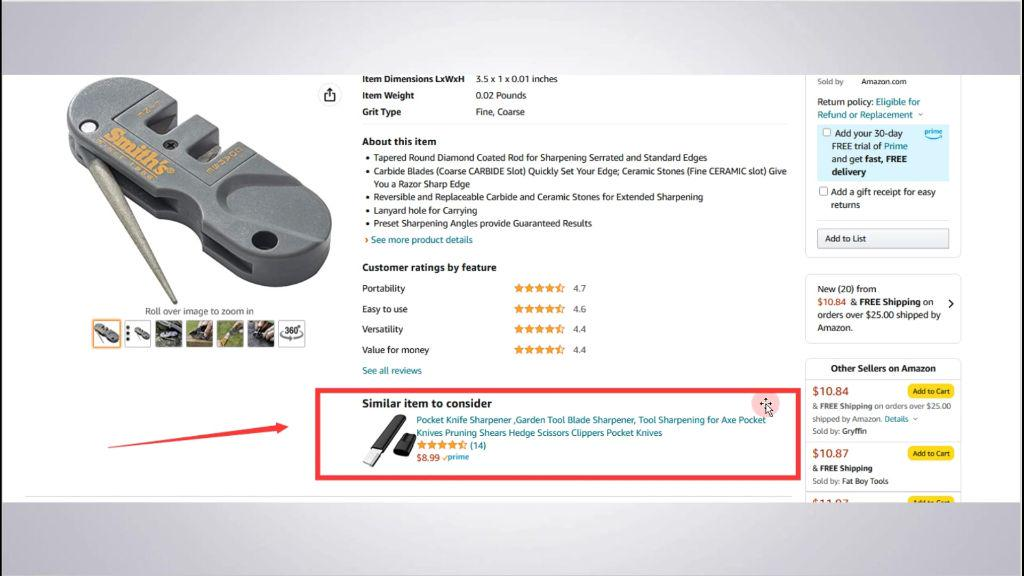 Smith's
Roll over image to zoom in
360°
Item Dimensions LxWxH 3.5 x 1 x 0.01 inches
Item Weight 0.02 Pounds
Grit Type Fine, Coarse
About this item
• Tapered Round Diamond Coated Rod for Sharpening Serrated and Standard Edges
• Carbide Blades (Coarse CARBIDE Slot) Quickly Set Your Edge; Ceramic Stones (Fine CERAMIC slot) Give
You a Razor Sharp Edge
• Reversible and Replaceable Carbide and Ceramic Stones for Extended Sharpening
• Lanyard hole for Carrying
• Preset Sharpening Angles provide Guaranteed Results
› See more product details
Customer ratings by feature
Portability 4.7
Easy to use 4.6
Versatility 4.4
Value for money 4.4
See all reviews
Similar item to consider
Pocket Knife Sharpener ,Garden Tool Blade Sharpener, Tool Sharpening for Axe Pocket
Knives Pruning Shears Hedge Scissors Clippers Pocket Knives
(14)
$8.99 prime
Sold by Amazon.com
Return policy: Eligible for
Refund or Replacement
Add your 30-day prime
FREE trial of Prime
and get fast, FREE
delivery
Add a gift receipt for easy
returns
Add to List
New (20) from
$10.84 & FREE Shipping on
orders over $25.00 shipped by
Amazon.
Other Sellers on Amazon
$10.84 Add to Cart
& FREE Shipping on orders over $25.00
shipped by Amazon. Details
Sold by: Gryffin
$10.87 Add to Cart
& FREE Shipping
Sold by: Fat Boy Tools